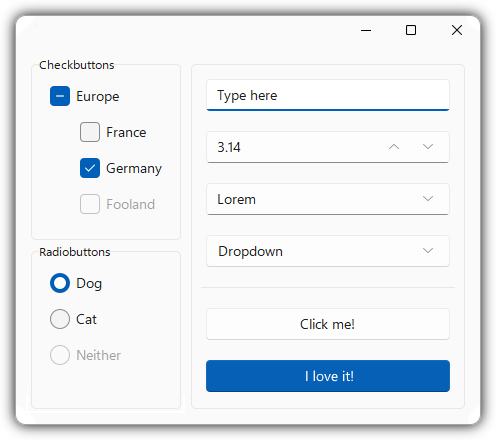 Checkbuttons
Europe
France
Germany
Fooland
Radiobuttons
Dog
Cat
Neither
Type here
3.14
Lorem
Dropdown
Click me!
I love it!